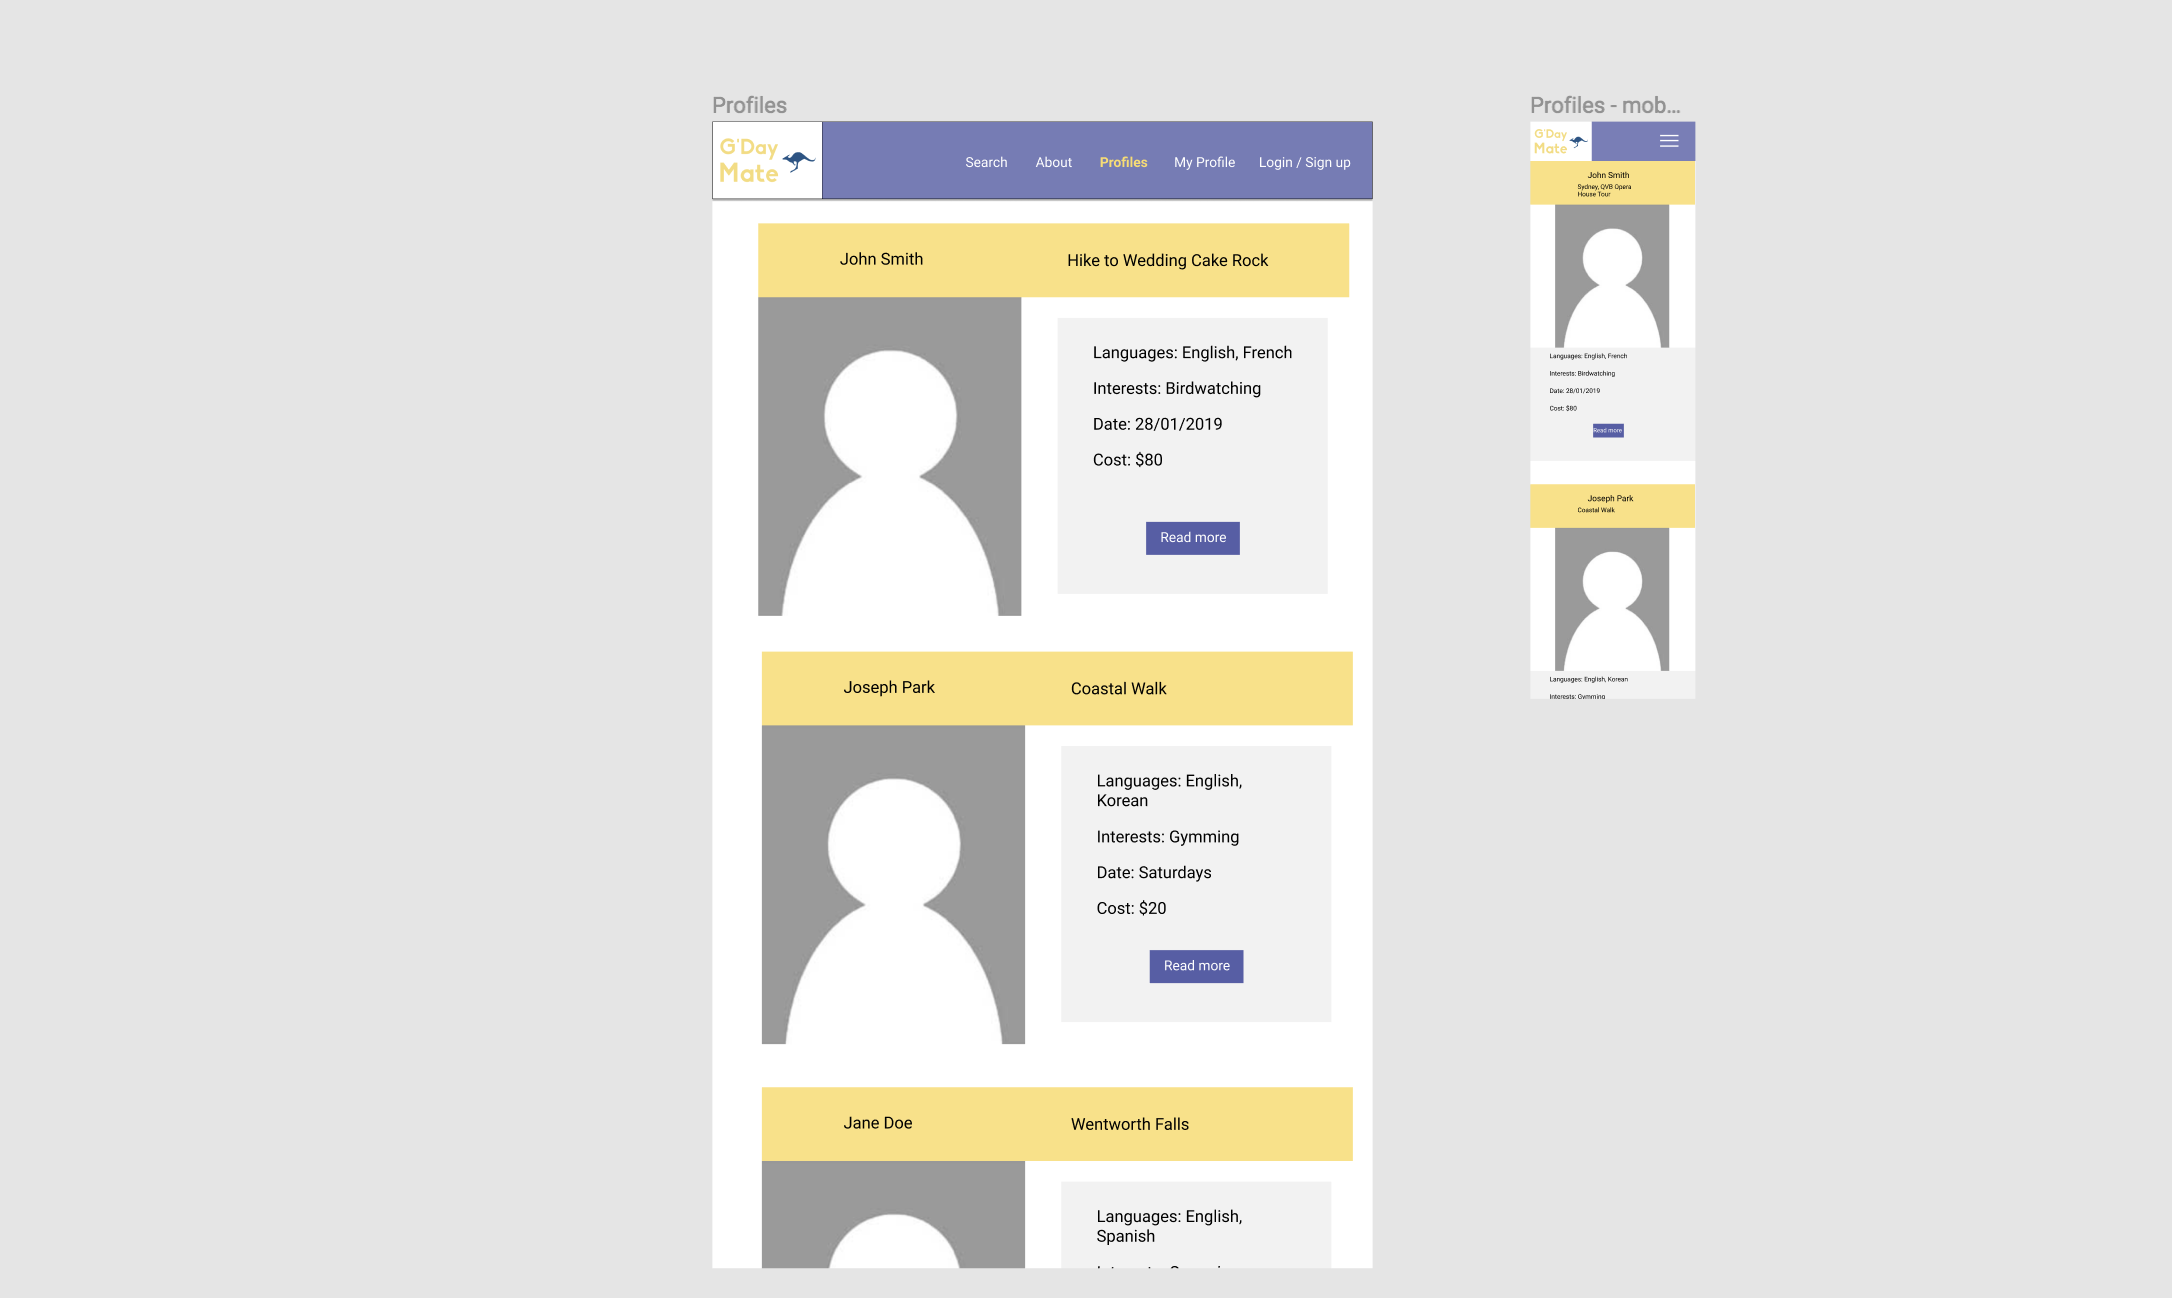 Profiles
G'Day
Mate
Search About Profiles My Profile Login / Sign up
John Smith Hike to Wedding Cake Rock
Languages: English, French
Interests: Birdwatching
Date: 28/01/2019
Cost: $80
Read more
Joseph Park Coastal Walk
Languages: English,
Korean
Interests: Gymming
Date: Saturdays
Cost: $20
Read more
Jane Doe Wentworth Falls
Languages: English,
Spanish
Profiles - mob...
G'Day
Mate
John Smith
Sydney, QVB Opera
House Tour
Languages: English, French
Interests: Birdwatching
Date: 28/01/2019
Cost: $80
Read more
Joseph Park
Coastal Walk
Languages: English, Korean
Interests: Gymming